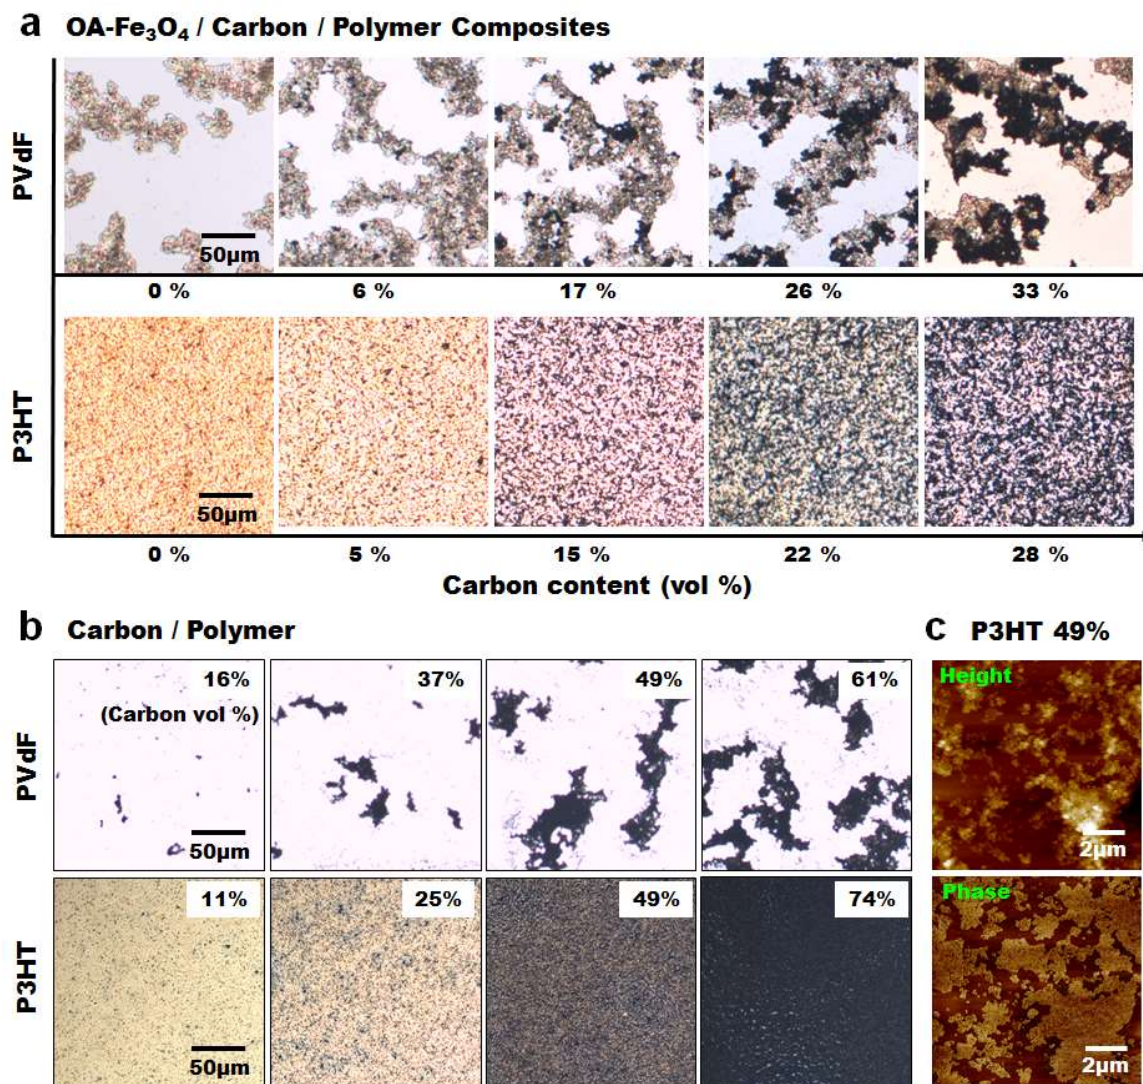 a OA-Fe₃O₄ / Carbon / Polymer Composites
PVdF
50µm
0 % 6 % 17 % 26 % 33 %
P3HT
50µm
0 % 5 % 15 % 22 % 28 %
Carbon content (vol %)
b Carbon / Polymer
PVdF
16% 37% 49% 61%
(Carbon vol %)
50µm
P3HT
11% 25% 49% 74%
50µm
c P3HT 49%
Height
2µm
Phase
2µm